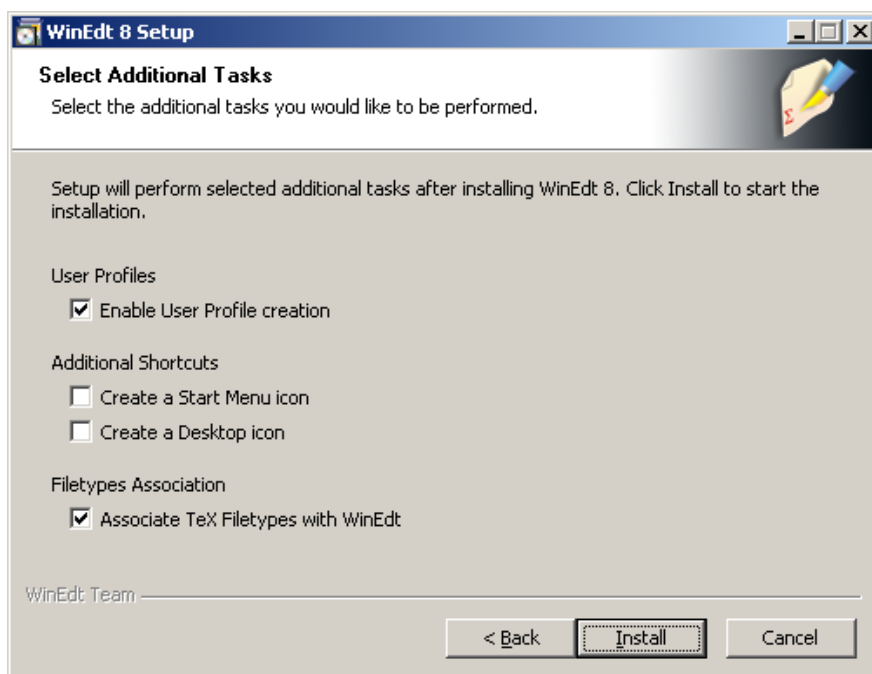 WinEdt 8 Setup
Select Additional Tasks
Select the additional tasks you would like to be performed.
Σ
Setup will perform selected additional tasks after installing WinEdt 8. Click Install to start the
installation.
User Profiles
Enable User Profile creation
Additional Shortcuts
Create a Start Menu icon
Create a Desktop icon
Filetypes Association
Associate TeX Filetypes with WinEdt
WinEdt Team
< Back Install Cancel